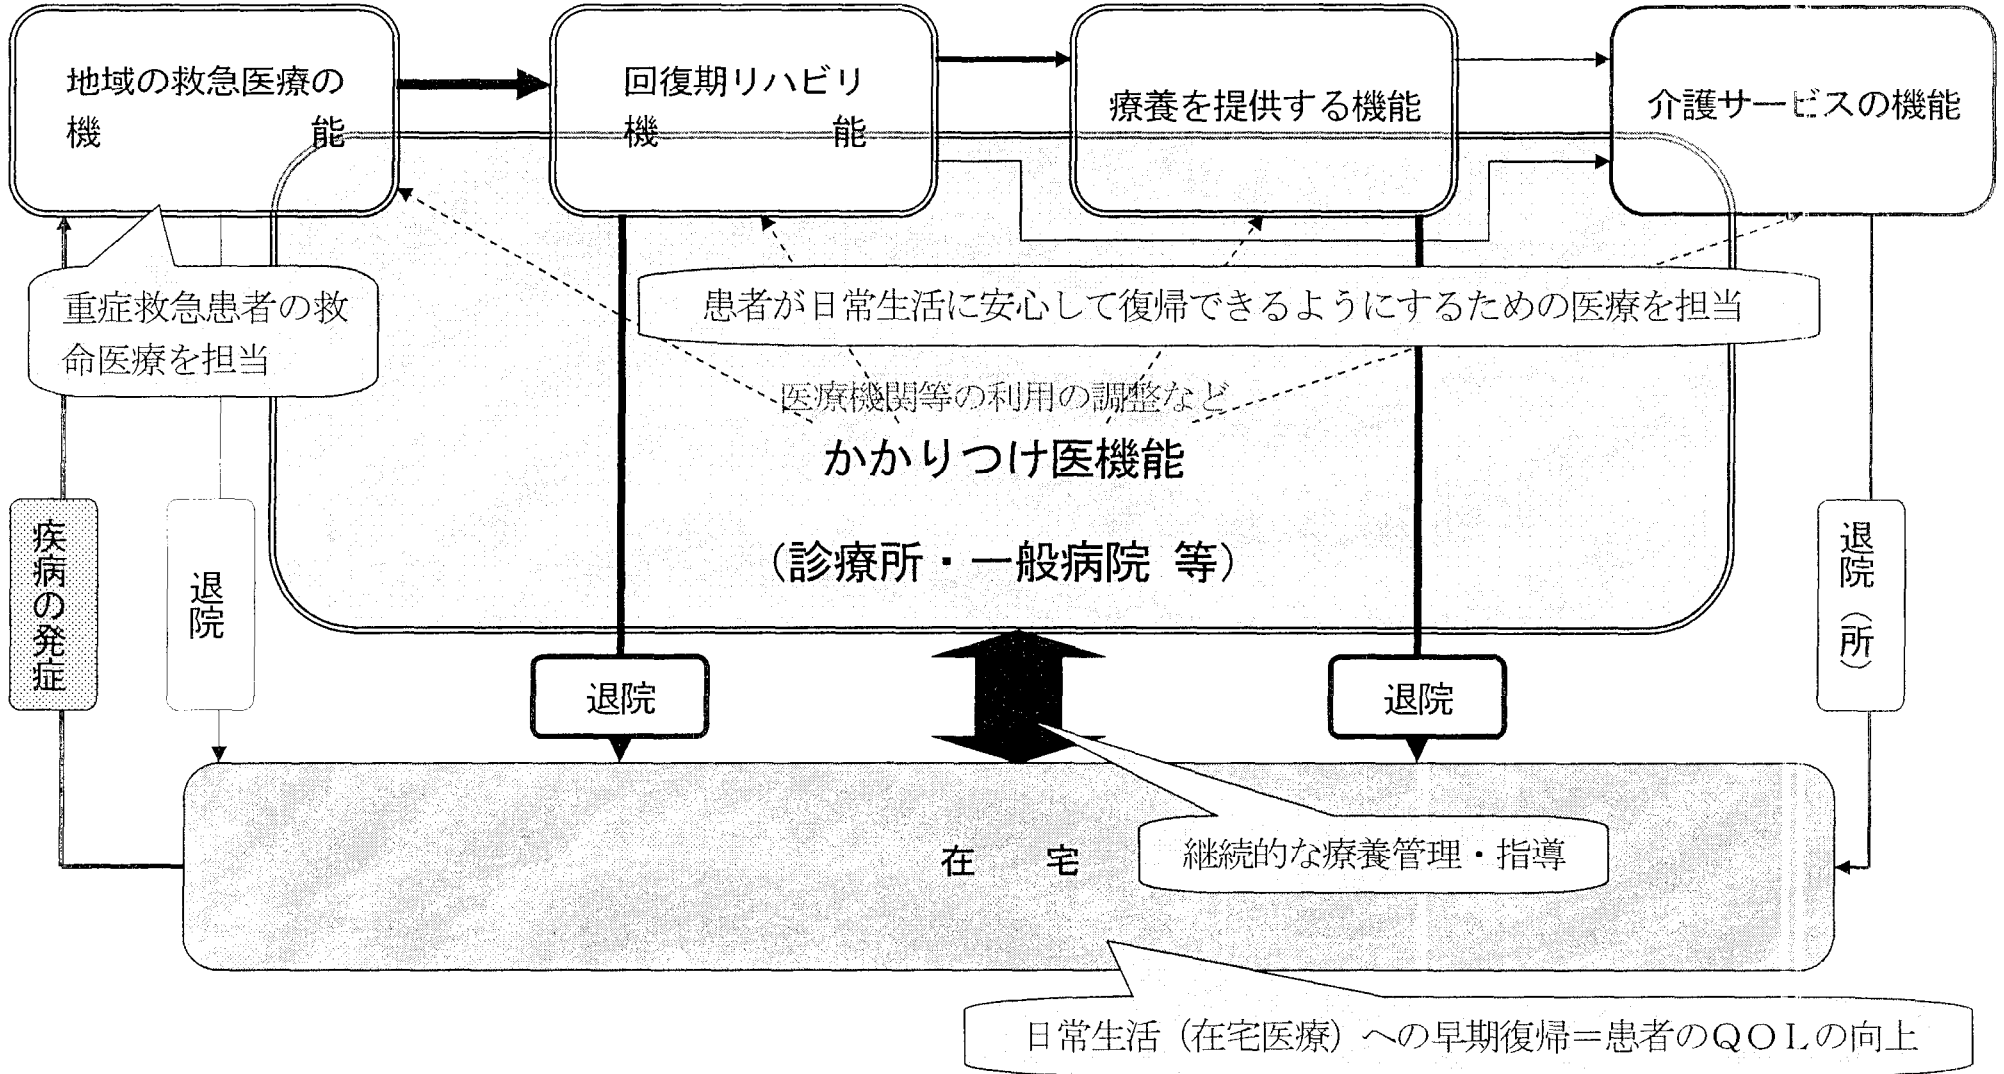 地域の救急医療の
機　　　　　能
回復期リハビリ
機　　　　　能
療養を提供する機能
介護サービスの機能
重症救急患者の救
命医療を担当
患者が日常生活に安心して復帰できるようにするための医療を担当
医療機関等の利用の調整など
かかりつけ医機能
（診療所・一般病院 等）
疾病の発症
退院
退院
退院
退院（所）
在　宅
継続的な療養管理・指導
日常生活（在宅医療）への早期復帰＝患者のＱＯＬの向上